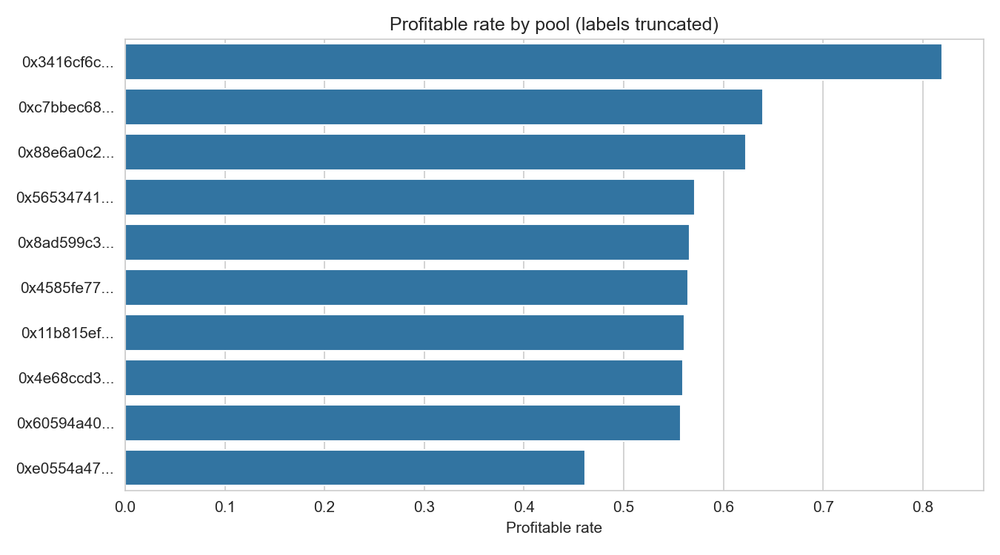 Profitable rate by pool (labels truncated)
0x3416cf6c...
0xc7bbec68...
0x88e6a0c2...
0x56534741...
0x8ad599c3...
0x4585fe77...
0x11b815ef...
0x4e68ccd3...
0x60594a40...
0xe0554a47...
0.0 0.1 0.2 0.3 0.4 0.5 0.6 0.7 0.8
Profitable rate